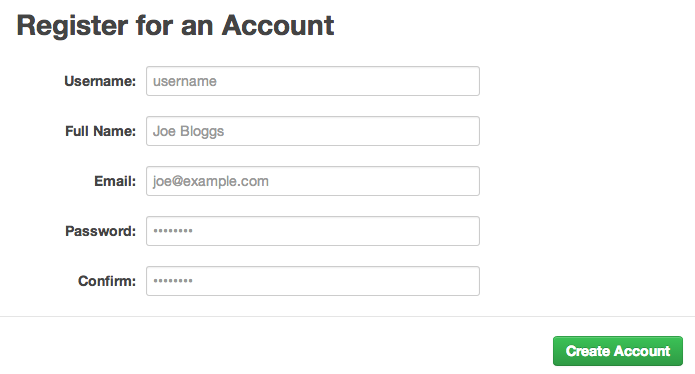 Register for an Account
Username: username
Full Name: Joe Bloggs
Email: joe@example.com
Password: ••••••••
Confirm: ••••••••
Create Account